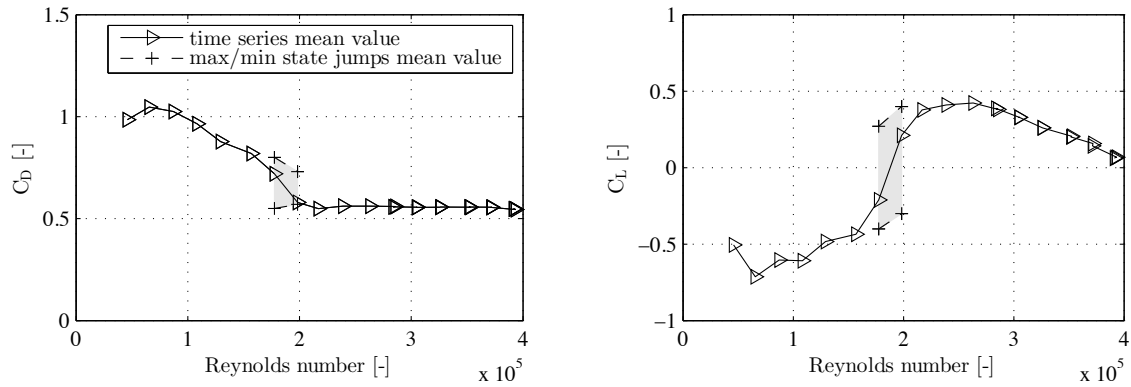 1.5
1
0.5
0
C_D [-]
time series mean value
max/min state jumps mean value
0 1 2 3 4
Reynolds number [-]
x 10^5
1
0.5
0
−0.5
−1
C_L [-]
0 1 2 3 4
Reynolds number [-]
x 10^5